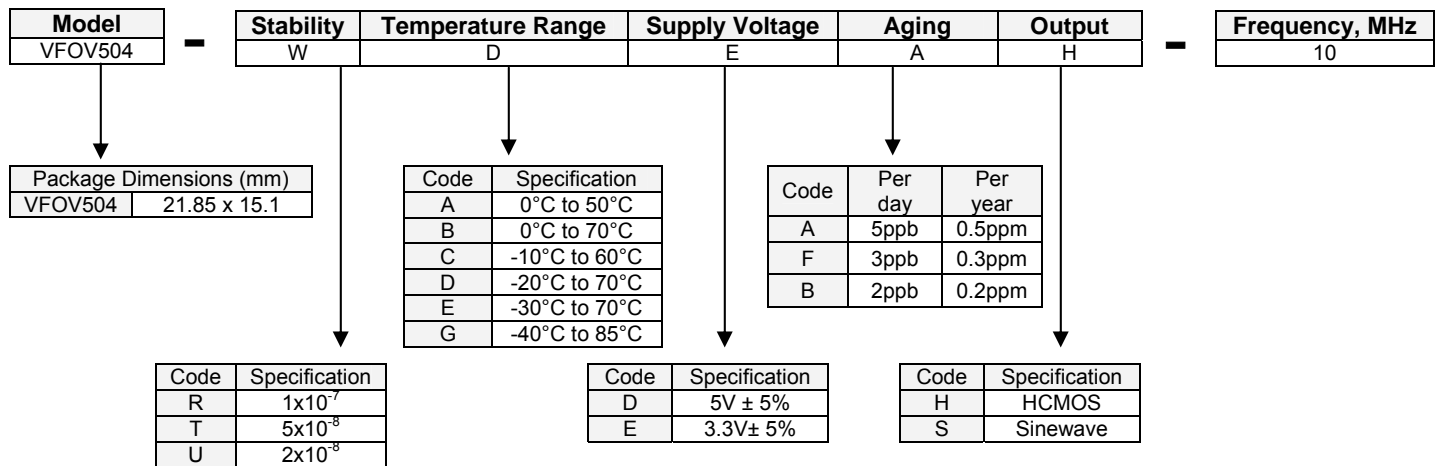 Model - Stability Temperature Range Supply Voltage Aging Output - Frequency, MHz
VFOV504 W D E A H 10
Package Dimensions (mm)
VFOV504 21.85 x 15.1
Code Specification
A 0°C to 50°C
B 0°C to 70°C
C -10°C to 60°C
D -20°C to 70°C
E -30°C to 70°C
G -40°C to 85°C
Code Per day Per year
A 5ppb 0.5ppm
F 3ppb 0.3ppm
B 2ppb 0.2ppm
Code Specification
R 1x10⁻⁷
T 5x10⁻⁸
U 2x10⁻⁸
Code Specification
D 5V ± 5%
E 3.3V± 5%
Code Specification
H HCMOS
S Sinewave